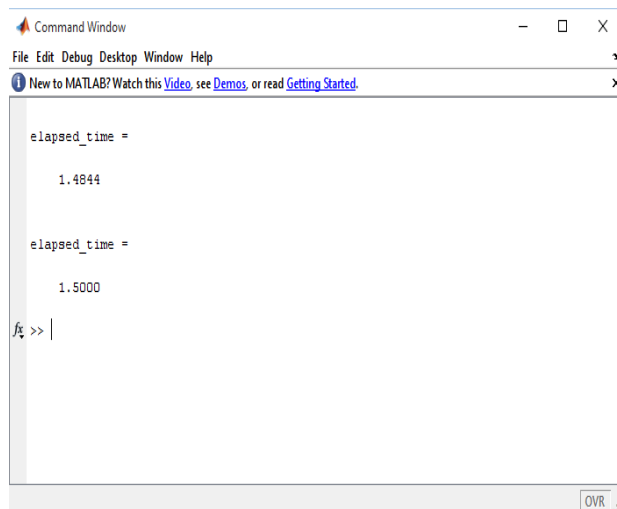 Command Window
File Edit Debug Desktop Window Help
New to MATLAB? Watch this Video, see Demos, or read Getting Started.
elapsed_time =
1.4844
elapsed_time =
1.5000
fx >>
OVR